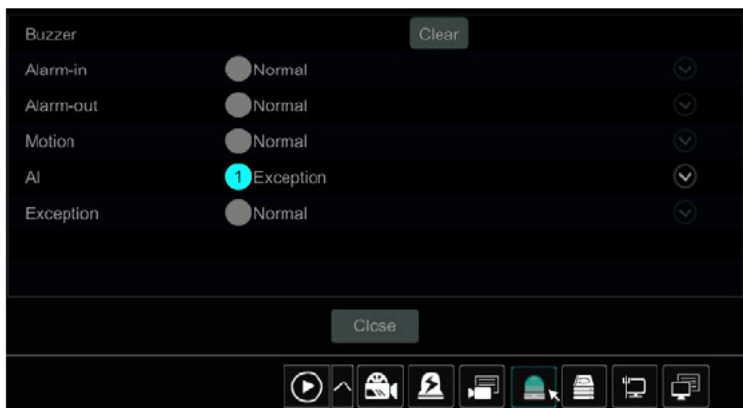 Buzzer Clear
Alarm-in Normal
Alarm-out Normal
Motion Normal
AI 1 Exception
Exception Normal
Close